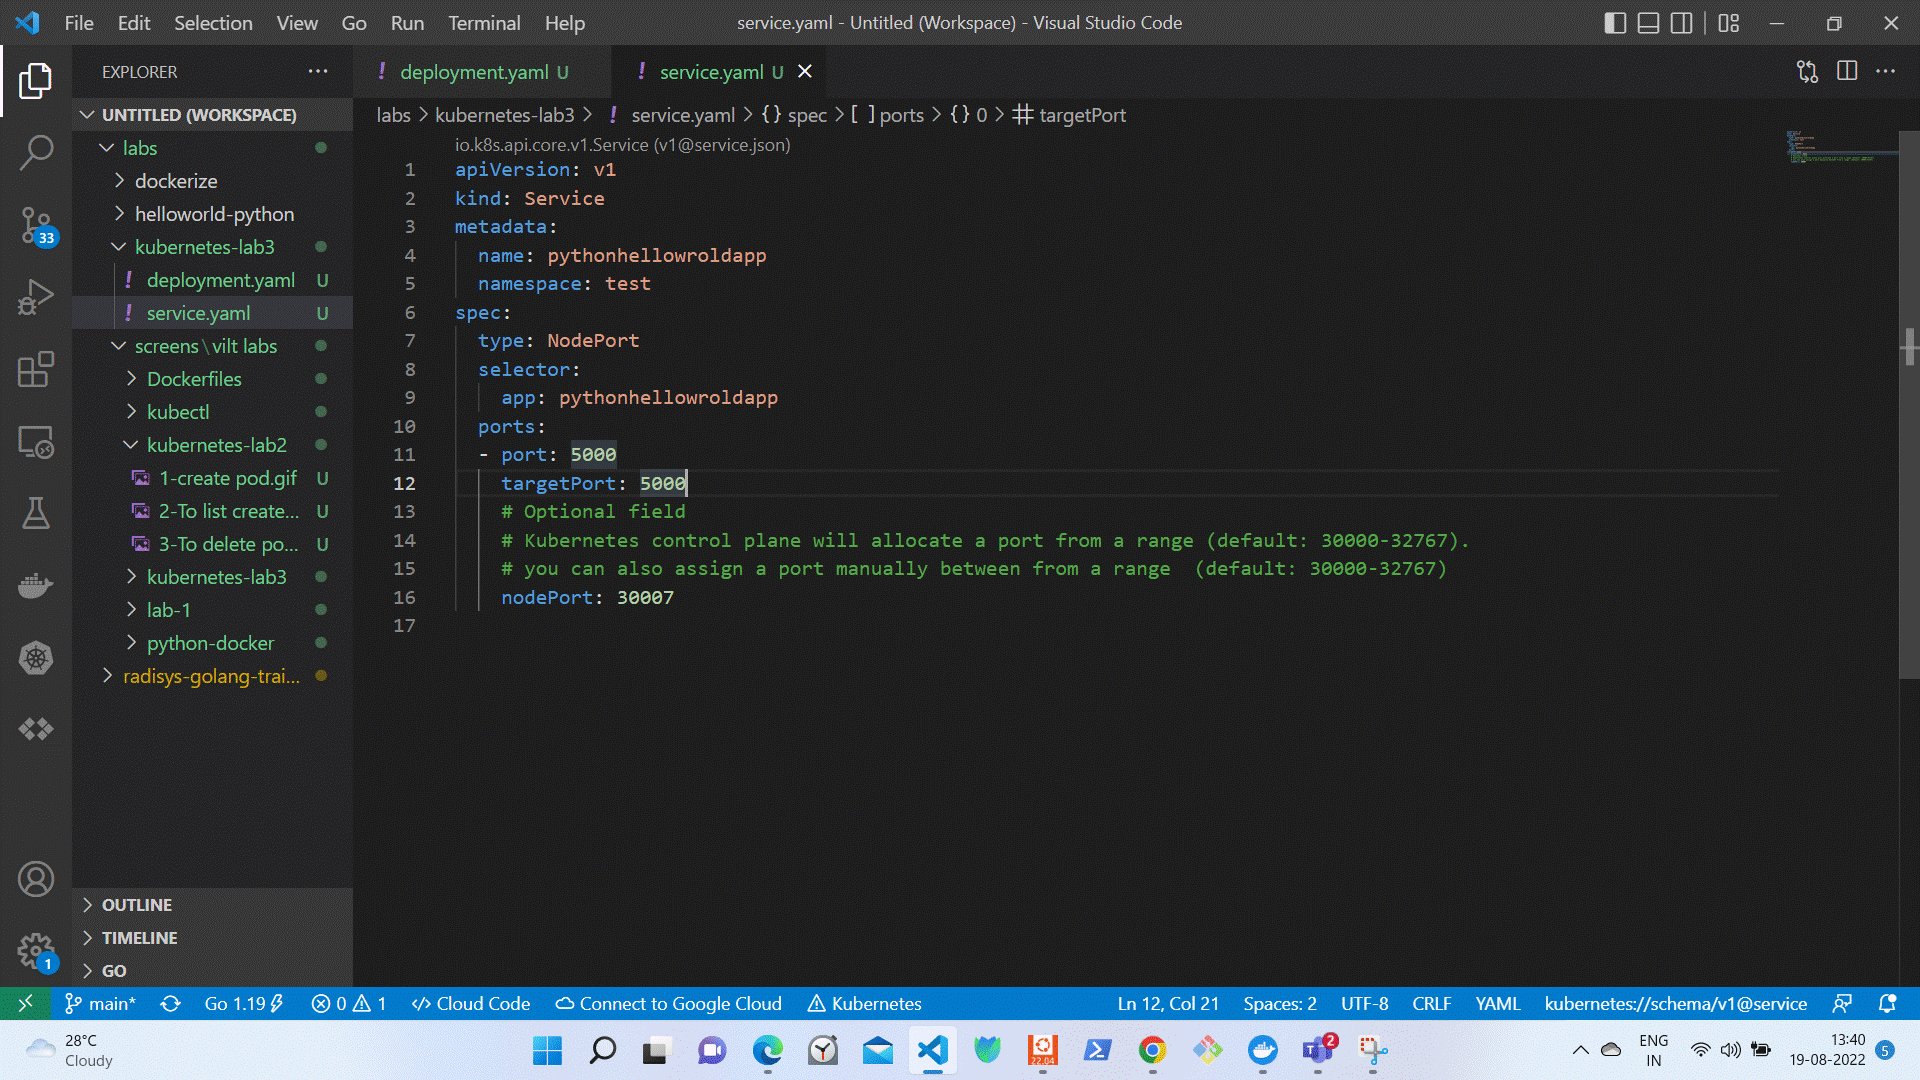 File Edit Selection View Go Run Terminal Help
service.yaml - Untitled (Workspace) - Visual Studio Code
EXPLORER
UNTITLED (WORKSPACE)
labs
dockerize
helloworld-python
kubernetes-lab3
! deployment.yaml U
! service.yaml U
screens\vilt labs
Dockerfiles
kubectl
kubernetes-lab2
1-create pod.gif U
2-To list create... U
3-To delete po... U
kubernetes-lab3
lab-1
python-docker
radisys-golang-trai...
OUTLINE
TIMELINE
GO
33
1
! deployment.yaml U
! service.yaml U
labs > kubernetes-lab3 > ! service.yaml > {} spec > [ ] ports > {} 0 > # targetPort
io.k8s.api.core.v1.Service (v1@service.json)
1 apiVersion: v1
2 kind: Service
3 metadata:
4 name: pythonhellowroldapp
5 namespace: test
6 spec:
7 type: NodePort
8 selector:
9 app: pythonhellowroldapp
10 ports:
11 - port: 5000
12 targetPort: 5000
13 # Optional field
14 # Kubernetes control plane will allocate a port from a range (default: 30000-32767).
15 # you can also assign a port manually between from a range  (default: 30000-32767)
16 nodePort: 30007
17
main* Go 1.19 0 1 Cloud Code Connect to Google Cloud Kubernetes
Ln 12, Col 21 Spaces: 2 UTF-8 CRLF YAML kubernetes://schema/v1@service
28°C
Cloudy
22.04
2
ENG
IN
13:40
19-08-2022
5